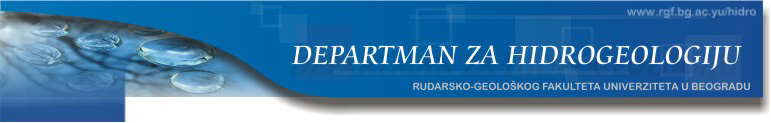 www.rgf.bg.ac.yu/hidro
DEPARTMAN ZA HIDROGEOLOGIJU
RUDARSKO-GEOLOŠKOG FAKULTETA UNIVERZITETA U BEOGRADU